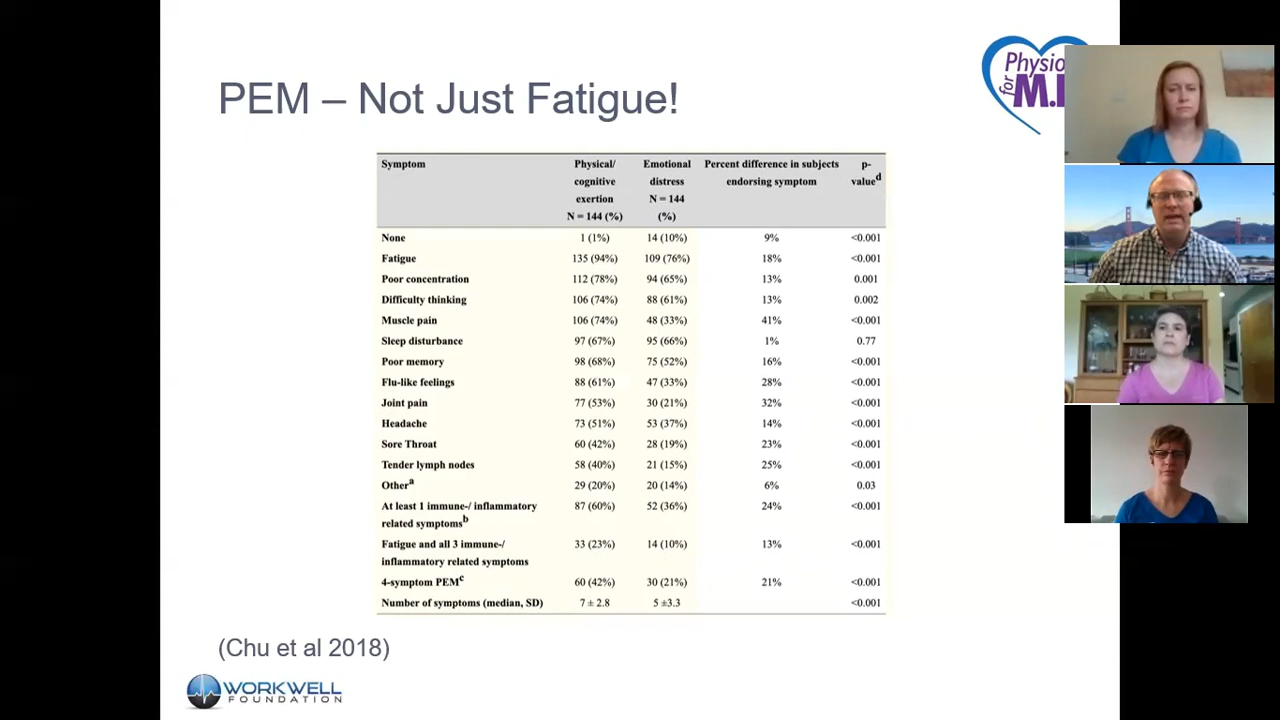 PEM – Not Just Fatigue!
Physio
for M.
Symptom Physical/ cognitive exertion N = 144 (%) Emotional distress N = 144 (%) Percent difference in subjects endorsing symptom p-value^d
None 1 (1%) 14 (10%) 9% <0.001
Fatigue 135 (94%) 109 (76%) 18% <0.001
Poor concentration 112 (78%) 94 (65%) 13% 0.001
Difficulty thinking 106 (74%) 88 (61%) 13% 0.002
Muscle pain 106 (74%) 48 (33%) 41% <0.001
Sleep disturbance 97 (67%) 95 (66%) 1% 0.77
Poor memory 98 (68%) 75 (52%) 16% <0.001
Flu-like feelings 88 (61%) 47 (33%) 28% <0.001
Joint pain 77 (53%) 30 (21%) 32% <0.001
Headache 73 (51%) 53 (37%) 14% <0.001
Sore Throat 60 (42%) 28 (19%) 23% <0.001
Tender lymph nodes 58 (40%) 21 (15%) 25% <0.001
Other^a 29 (20%) 20 (14%) 6% 0.03
At least 1 immune-/ inflammatory related symptoms^b 87 (60%) 52 (36%) 24% <0.001
Fatigue and all 3 immune-/ inflammatory related symptoms 33 (23%) 14 (10%) 13% <0.001
4-symptom PEM^c 60 (42%) 30 (21%) 21% <0.001
Number of symptoms (median, SD) 7 ± 2.8 5 ±3.3 <0.001
(Chu et al 2018)
WORKWELL
FOUNDATION